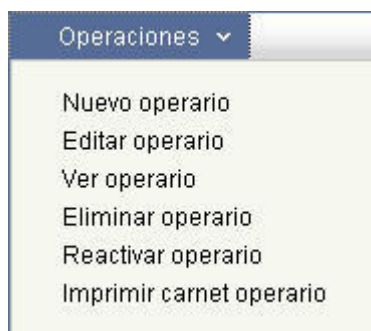 Operaciones
Nuevo operario
Editar operario
Ver operario
Eliminar operario
Reactivar operario
Imprimir carnet operario